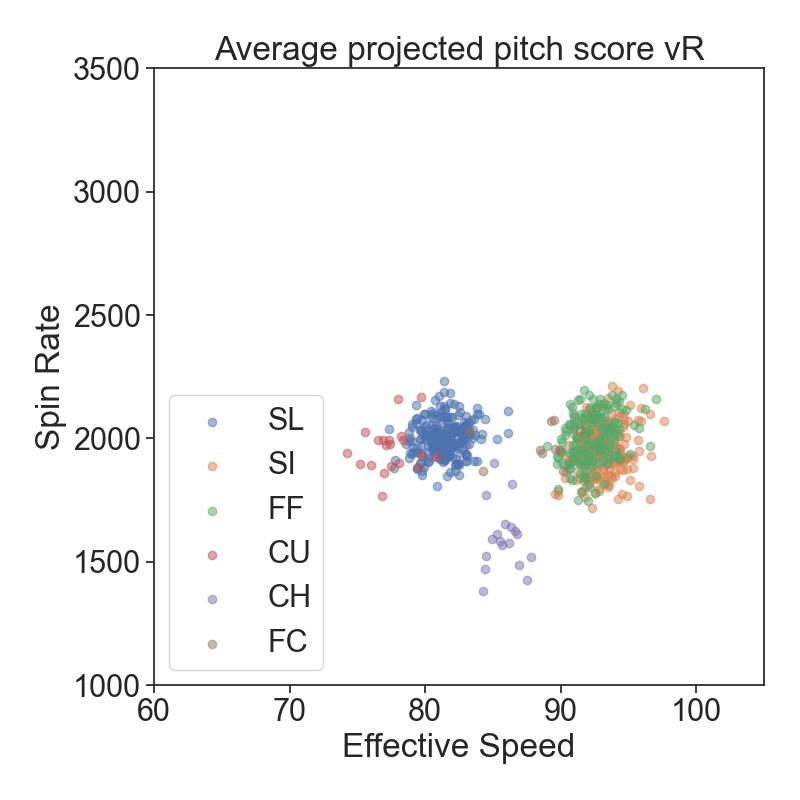 Average projected pitch score vR
3500
3000
2500
2000
1500
1000
Spin Rate
SL
SI
FF
CU
CH
FC
60 70 80 90 100
Effective Speed